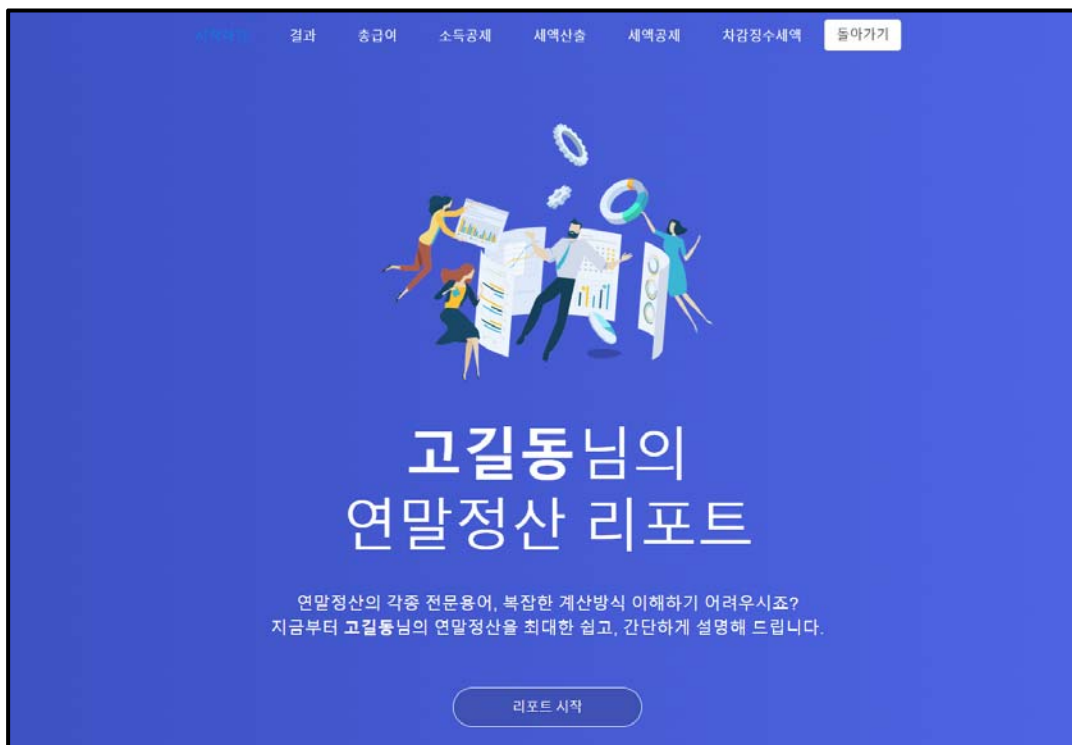 결과 총급여 소득공제 세액산출 세액공제 차감징수세액 돌아가기
고길동님의
연말정산 리포트
연말정산의 각종 전문용어, 복잡한 계산방식 이해하기 어려우시죠?
지금부터 고길동님의 연말정산을 최대한 쉽고, 간단하게 설명해 드립니다.
리포트 시작